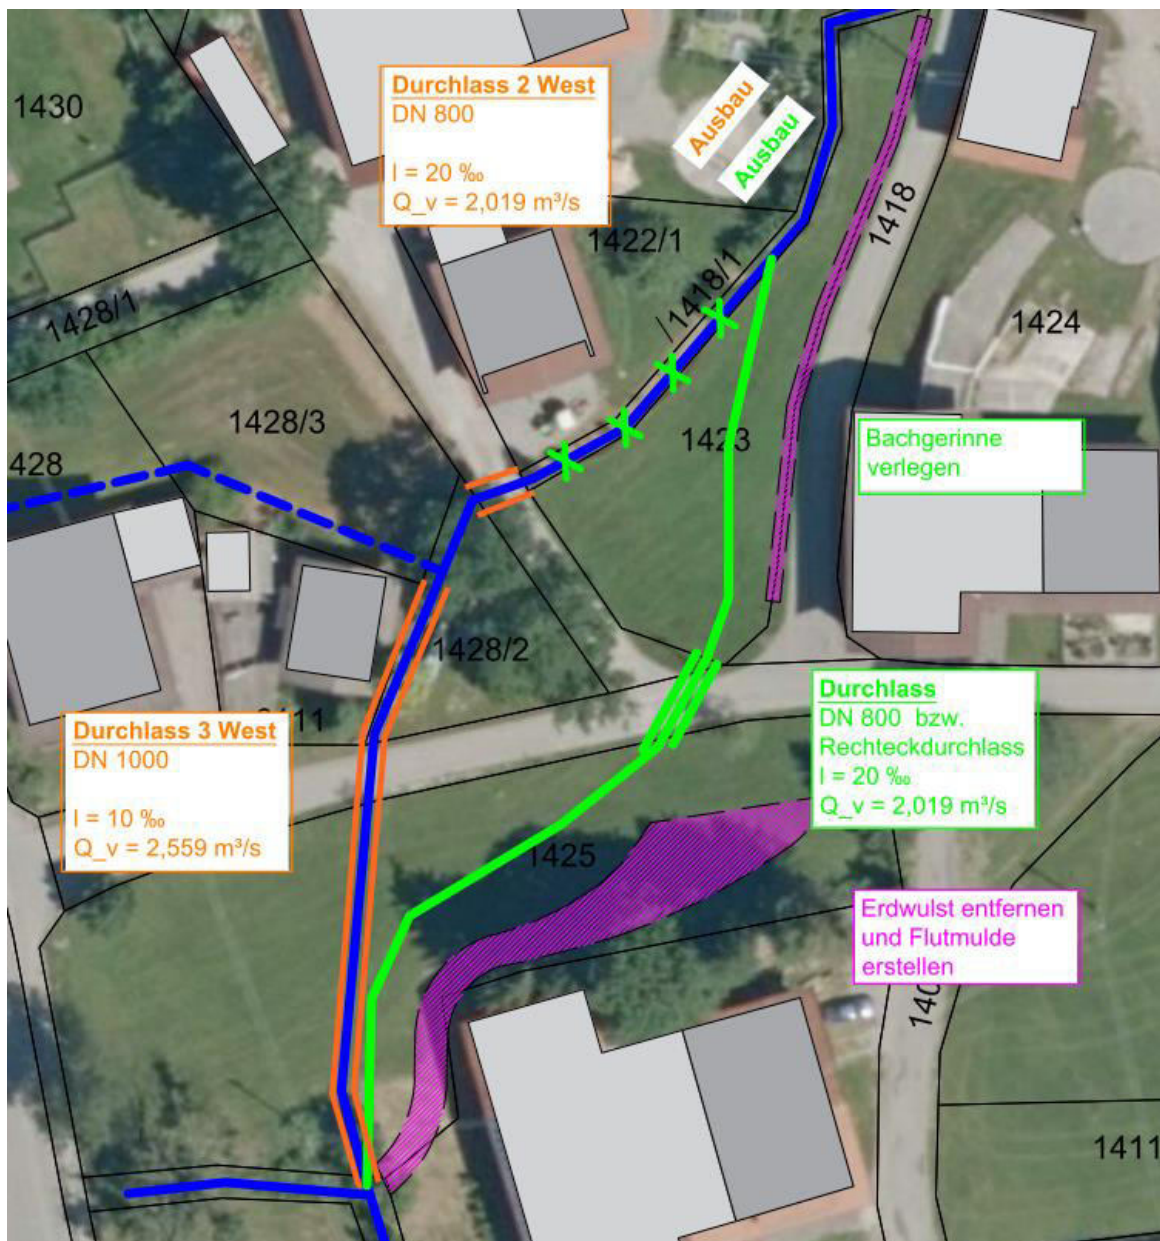 1430
Durchlass 2 West
DN 800
I = 20 ‰
Q_v = 2,019 m³/s
Ausbau
Ausbau
1418
1422/1
1428/1
1418/1
1424
1428/3
1423
428
Bachgerinne
verlegen
1428/2
Durchlass
DN 800 bzw.
Rechteckdurchlass
I = 20 ‰
Q_v = 2,019 m³/s
Durchlass 3 West
DN 1000
I = 10 ‰
Q_v = 2,559 m³/s
1425
Erdwulst entfernen
und Flutmulde
erstellen
1411